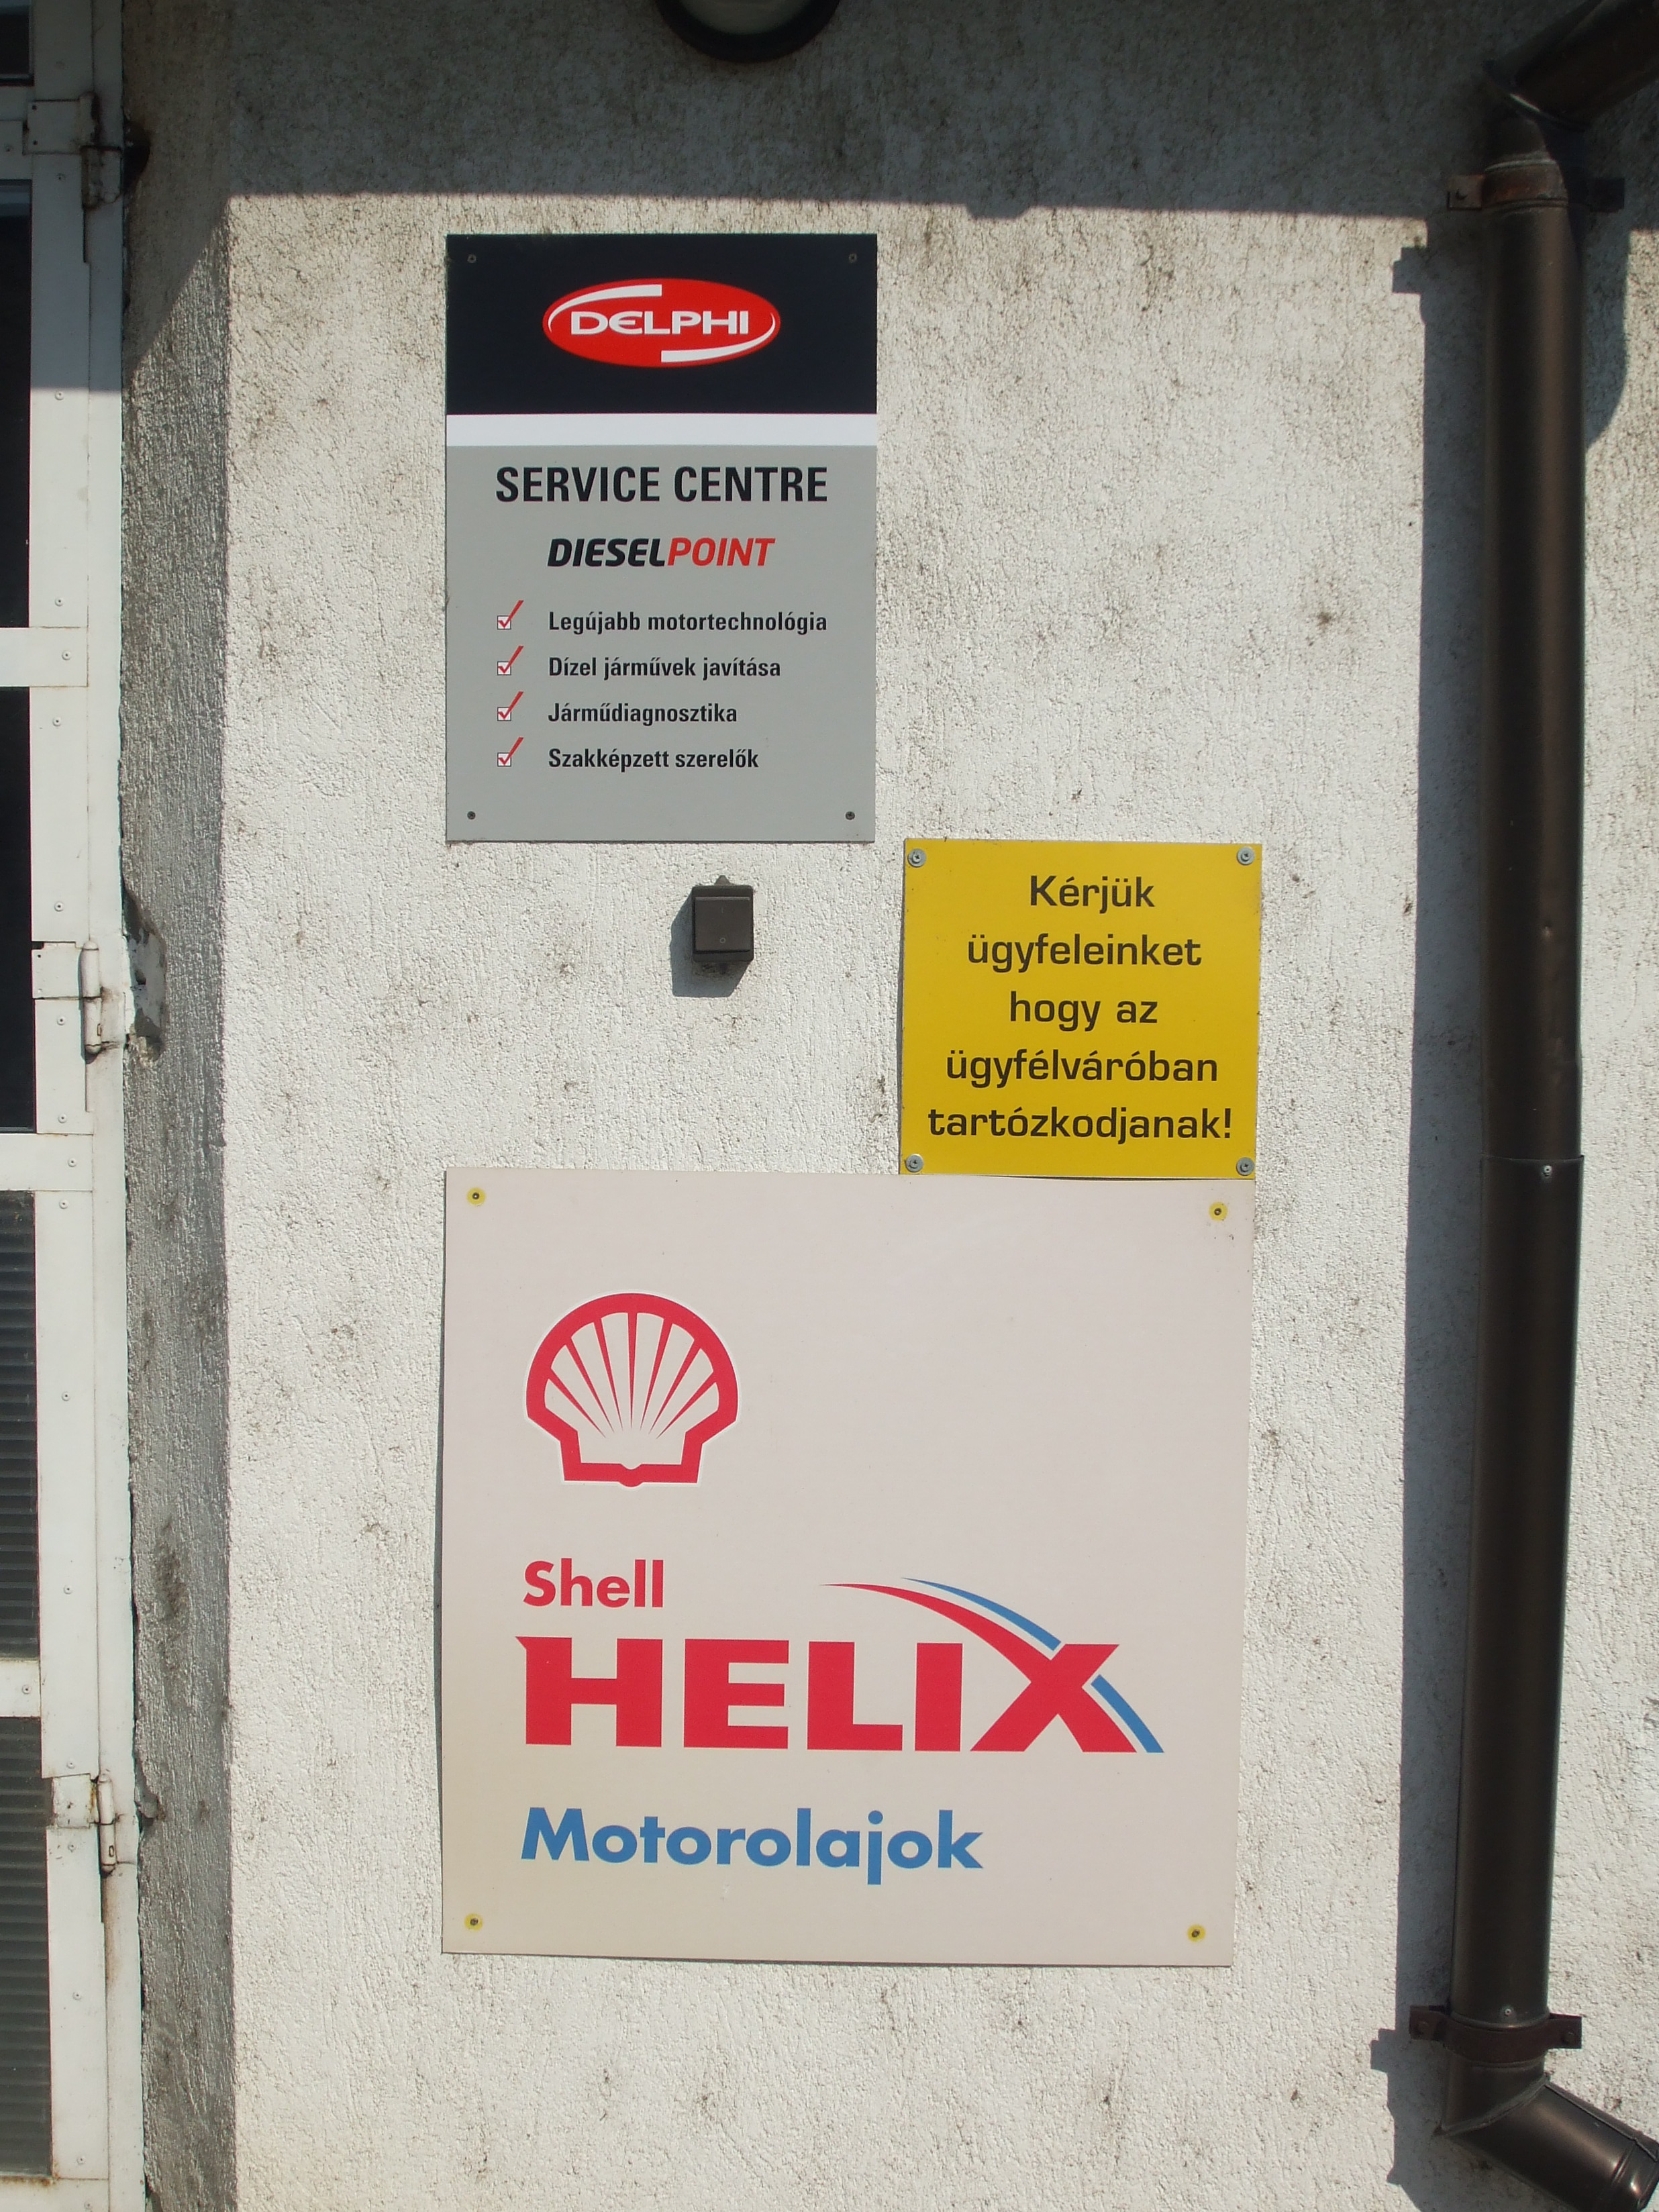 DELPHI
SERVICE CENTRE
DIESELPOINT
Legújabb motortechnológia
Dízel járművek javítása
Járműdiagnosztika
Szakképzett szerelők
Kérjük
ügyfeleinket
hogy az
ügyfélváróban
tartózkodjanak!
Shell
HELIX
Motorolajok